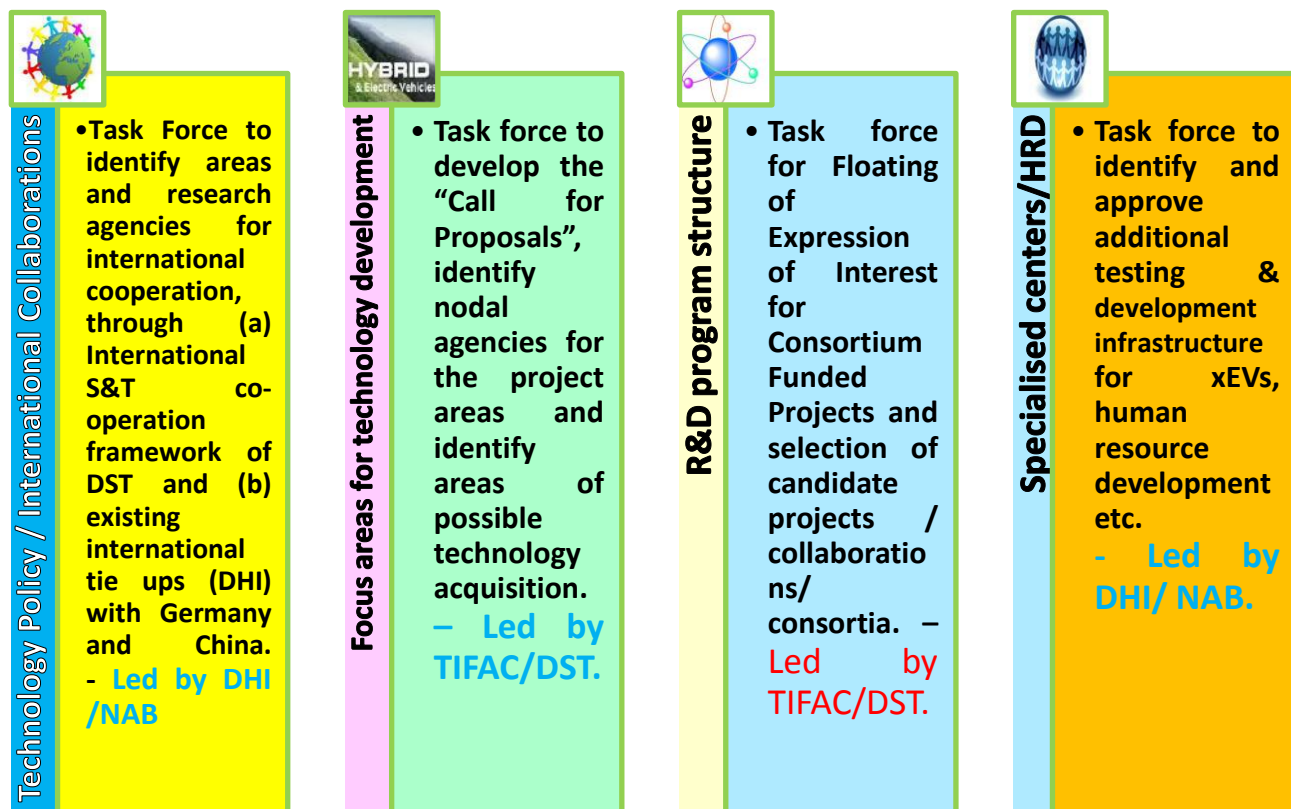 Technology Policy / International Collaborations
•Task Force to
identify areas
and research
agencies for
international
cooperation,
through (a)
International
S&T co-
operation
framework of
DST and (b)
existing
international
tie ups (DHI)
with Germany
and China.
- Led by DHI
/NAB
HYBRID
& Electric Vehicles
Focus areas for technology development
• Task force to
develop the
“Call for
Proposals”,
identify
nodal
agencies for
the project
areas and
identify
areas of
possible
technology
acquisition.
– Led by
TIFAC/DST.
R&D program structure
• Task force
for Floating
of
Expression
of Interest
for
Consortium
Funded
Projects and
selection of
candidate
projects /
collaboratio
ns/
consortia. –
Led by
TIFAC/DST.
Specialised centers/HRD
• Task force to
identify and
approve
additional
testing &
development
infrastructure
for xEVs,
human
resource
development
etc.
- Led by
DHI/ NAB.